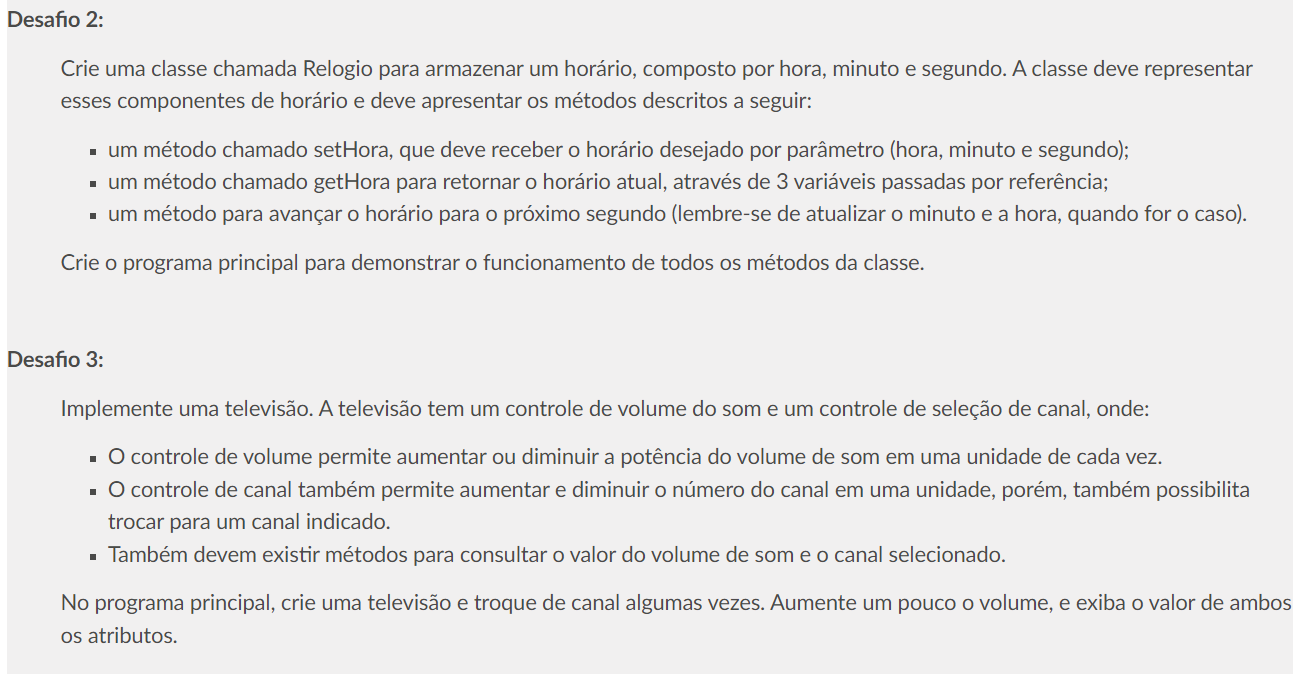 Desafio 2:
Crie uma classe chamada Relogio para armazenar um horário, composto por hora, minuto e segundo. A classe deve representar
esses componentes de horário e deve apresentar os métodos descritos a seguir:
▪ um método chamado setHora, que deve receber o horário desejado por parâmetro (hora, minuto e segundo);
▪ um método chamado getHora para retornar o horário atual, através de 3 variáveis passadas por referência;
▪ um método para avançar o horário para o próximo segundo (lembre-se de atualizar o minuto e a hora, quando for o caso).
Crie o programa principal para demonstrar o funcionamento de todos os métodos da classe.
Desafio 3:
Implemente uma televisão. A televisão tem um controle de volume do som e um controle de seleção de canal, onde:
▪ O controle de volume permite aumentar ou diminuir a potência do volume de som em uma unidade de cada vez.
▪ O controle de canal também permite aumentar e diminuir o número do canal em uma unidade, porém, também possibilita
trocar para um canal indicado.
▪ Também devem existir métodos para consultar o valor do volume de som e o canal selecionado.
No programa principal, crie uma televisão e troque de canal algumas vezes. Aumente um pouco o volume, e exiba o valor de ambos
os atributos.